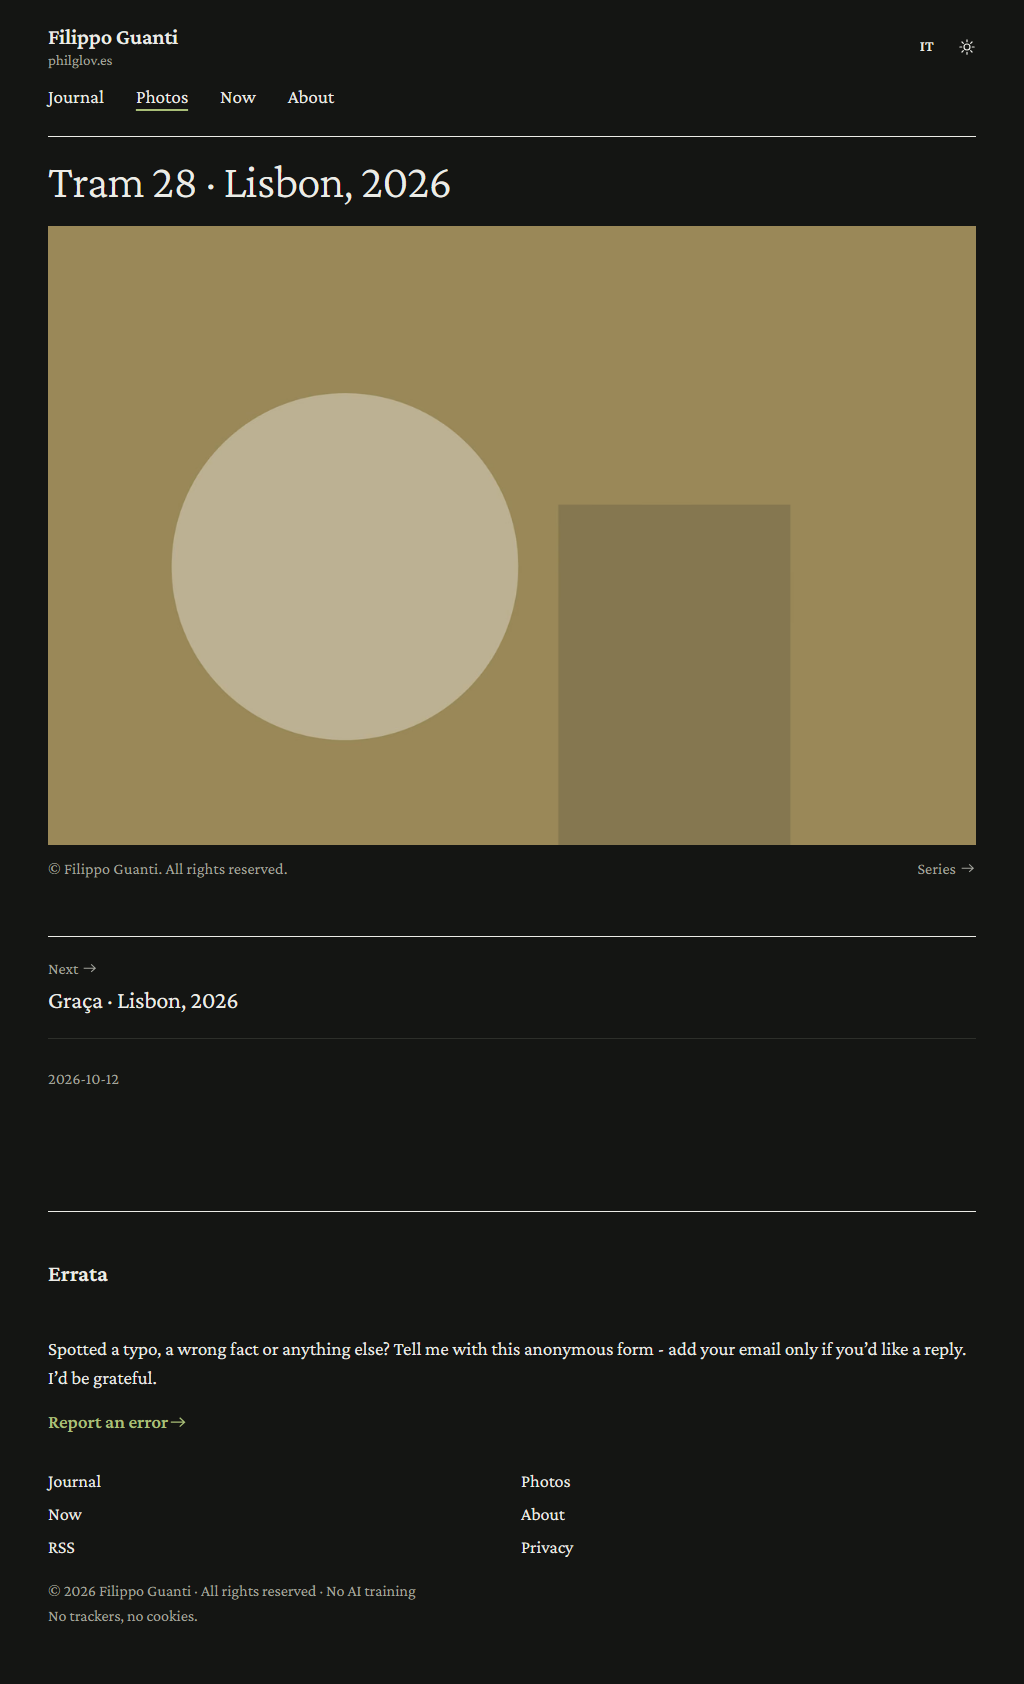 Filippo Guanti
philglov.es
IT
Journal Photos Now About
Tram 28 · Lisbon, 2026
© Filippo Guanti. All rights reserved.
Series →
Next →
Graça · Lisbon, 2026
2026-10-12
Errata
Spotted a typo, a wrong fact or anything else? Tell me with this anonymous form - add your email only if you’d like a reply.
I’d be grateful.
Report an error →
Journal
Photos
Now
About
RSS
Privacy
© 2026 Filippo Guanti · All rights reserved · No AI training
No trackers, no cookies.